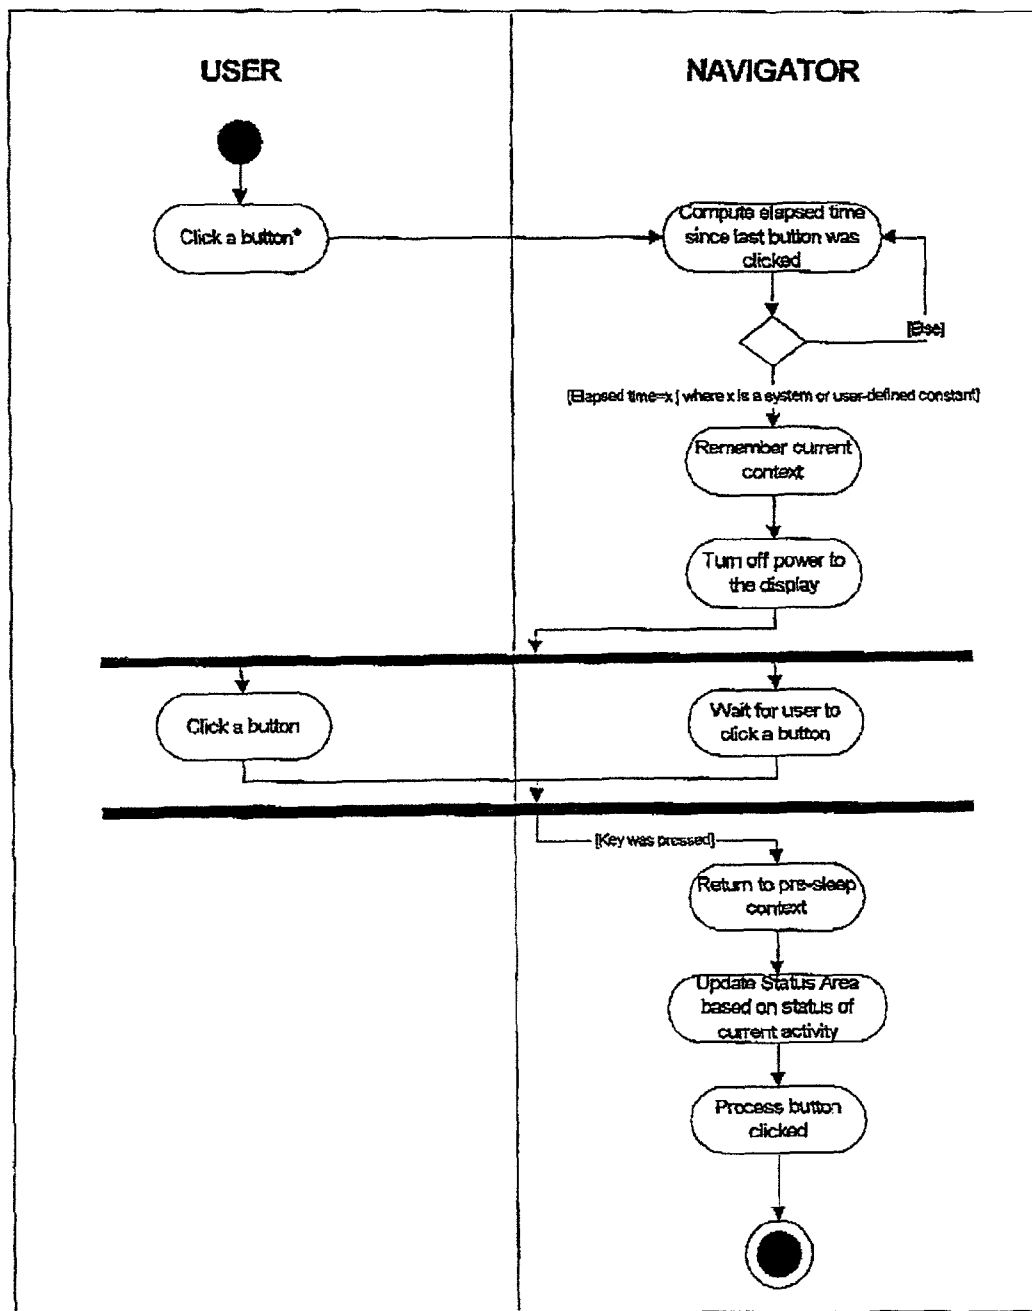 USER
NAVIGATOR
Click a button*
Compute elapsed time
since last button was
clicked
[Else]
[Elapsed time=x { where x is a system or user-defined constant]
Remember current
context
Turn off power to
the display
Click a button
Wait for user to
click a button
[Key was pressed]
Return to pre-sleep
context
Update Status Area
based on status of
current activity
Process button
clicked